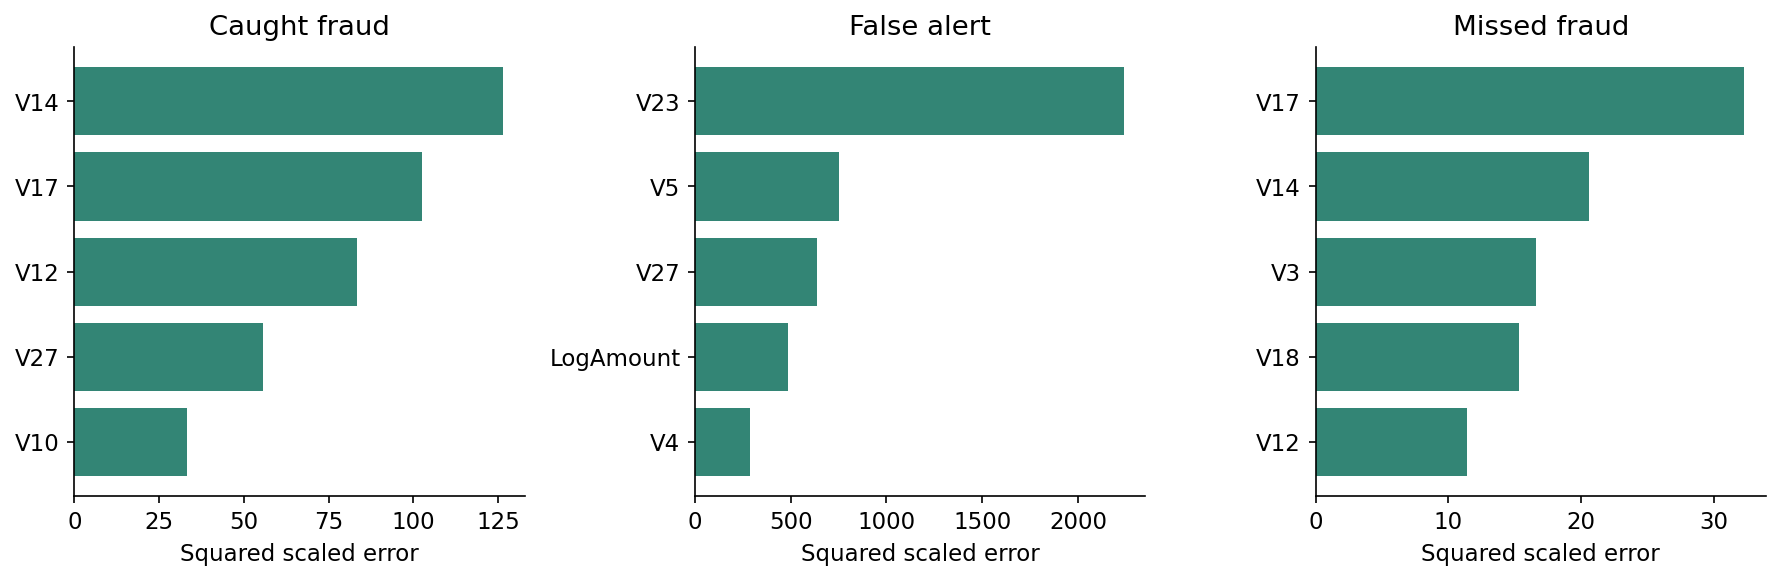 Caught fraud
V14
V17
V12
V27
V10
0 25 50 75 100 125
Squared scaled error
False alert
V23
V5
V27
LogAmount
V4
0 500 1000 1500 2000
Squared scaled error
Missed fraud
V17
V14
V3
V18
V12
0 10 20 30
Squared scaled error